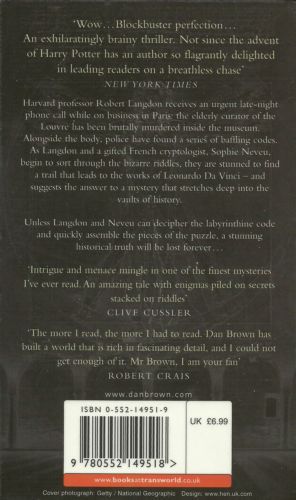 'Wow...Blockbuster perfection...
An exhilaratingly brainy thriller. Not since the advent
of Harry Potter has an author so flagrantly delighted
in leading readers on a breathless chase'
NEW YORK TIMES
Harvard professor Robert Langdon receives an urgent late-night
phone call while on business in Paris: the elderly curator of the
Louvre has been brutally murdered inside the museum.
Alongside the body, police have found a series of baffling codes.
As Langdon and a gifted French cryptologist, Sophie Neveu,
begin to sort through the bizarre riddles, they are stunned to find
a trail that leads to the works of Leonardo Da Vinci – and
suggests the answer to a mystery that stretches deep into the
vaults of history.
Unless Langdon and Neveu can decipher the labyrinthine code
and quickly assemble the pieces of the puzzle, a stunning
historical truth will be lost forever...
'Intrigue and menace mingle in one of the finest mysteries
I've ever read. An amazing tale with enigmas piled on secrets
stacked on riddles'
CLIVE CUSSLER
'The more I read, the more I had to read. Dan Brown has
built a world that is rich in fascinating detail, and I could not
get enough of it. Mr Brown, I am your fan'
ROBERT CRAIS
www.danbrown.com
ISBN 0-552-14951-9
UK £6.99
9 780552 149518 >
www.booksattransworld.co.uk
Cover photograph: Getty / National Geographic Design: www.hen.uk.com